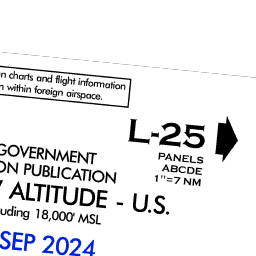 n charts and flight information
n within foreign airspace.
L-25
PANELS
ABCDE
1"=7 NM
GOVERNMENT
ON PUBLICATION
ALTITUDE - U.S.
uding 18,000' MSL
SEP 2024